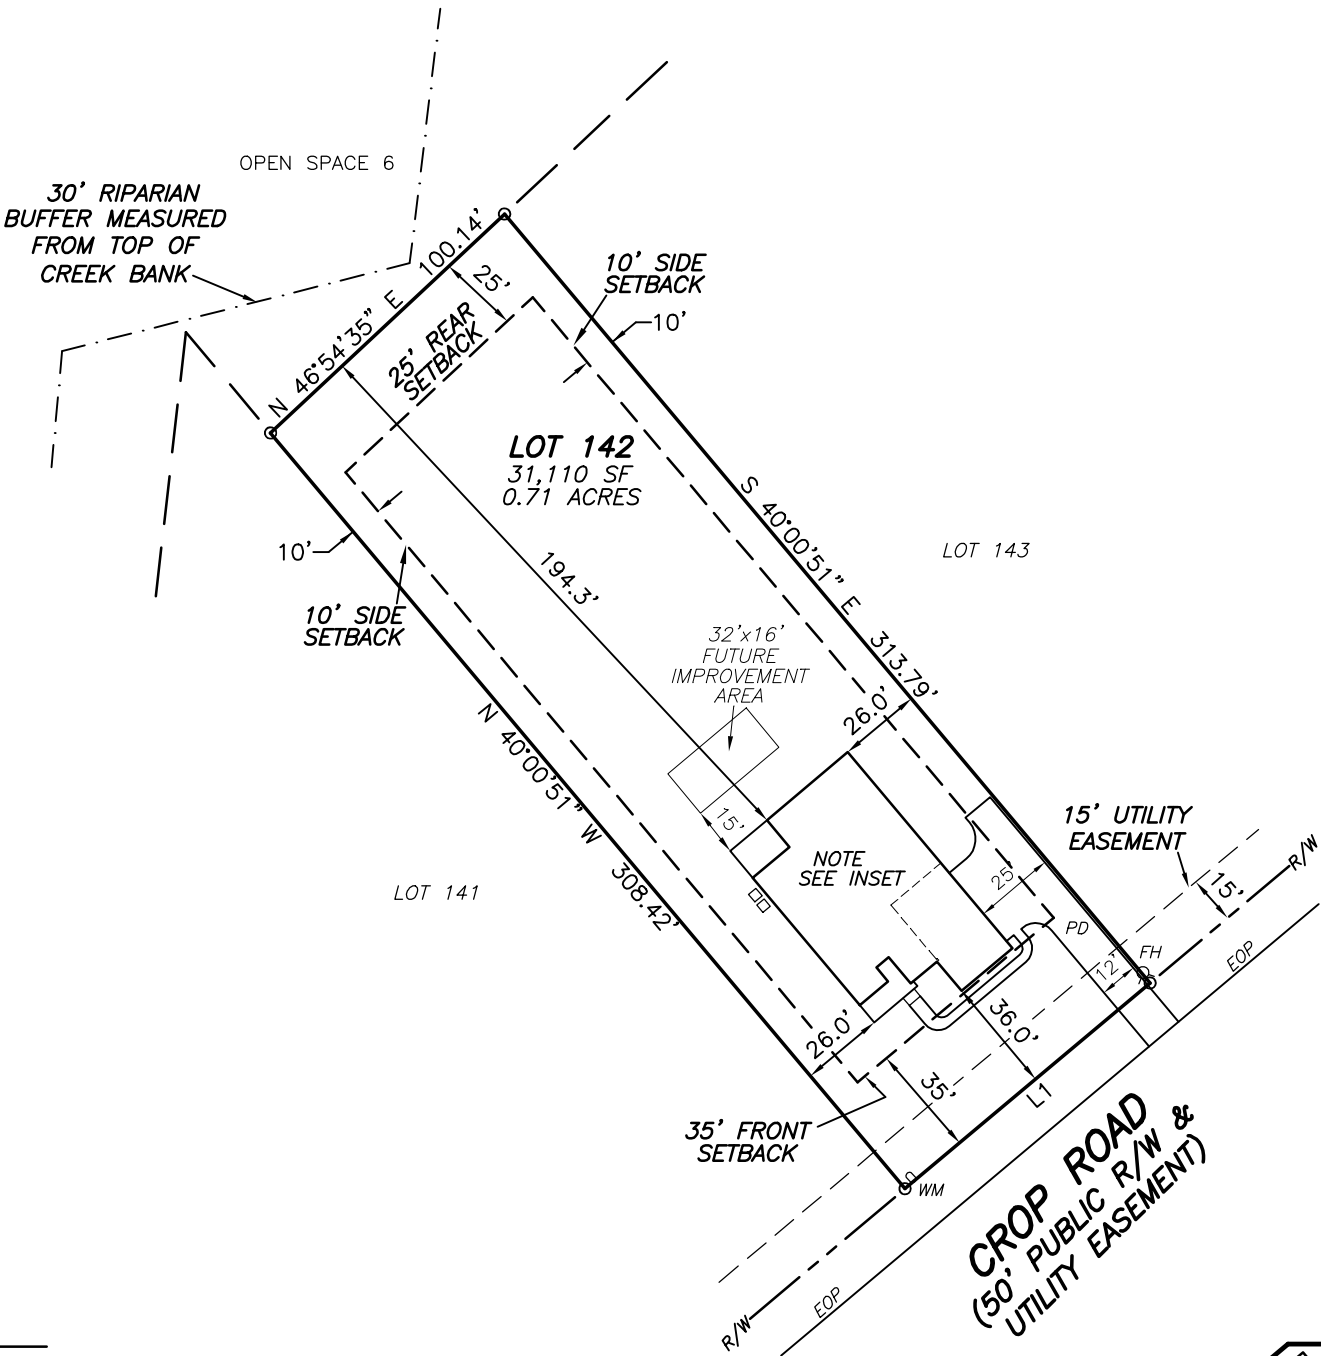 OPEN SPACE 6
30' RIPARIAN
BUFFER MEASURED
FROM TOP OF
CREEK BANK
N 46°54'35" E 100.14'
25'
25' REAR
SETBACK
10' SIDE
SETBACK
10'
LOT 142
31,110 SF
0.71 ACRES
S 40°00'51" E 313.79'
LOT 143
10'
10' SIDE
SETBACK
194.3'
32'x16'
FUTURE
IMPROVEMENT
AREA
26.0'
N 40°00'51" W 308.42'
15'
15' UTILITY
EASEMENT
NOTE
SEE INSET
LOT 141
25'
15'
R/W
PD
FH
EOP
12'
26.0'
36.0'
35'
L1
35' FRONT
SETBACK
WM
CROP ROAD
(50' PUBLIC R/W &
UTILITY EASEMENT)
EOP
R/W